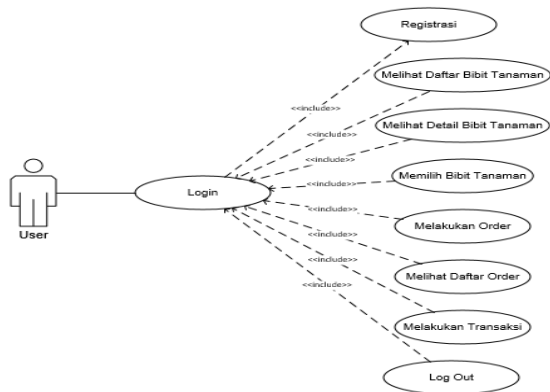 Registrasi
<<include>>
Melihat Daftar Bibit Tanaman
<<include>>
Melihat Detail Bibit Tanaman
<<include>>
Memilih Bibit Tanaman
<<include>>
Login
User
<<include>>
Melakukan Order
<<include>>
Melihat Daftar Order
<<include>>
Melakukan Transaksi
<<include>>
Log Out